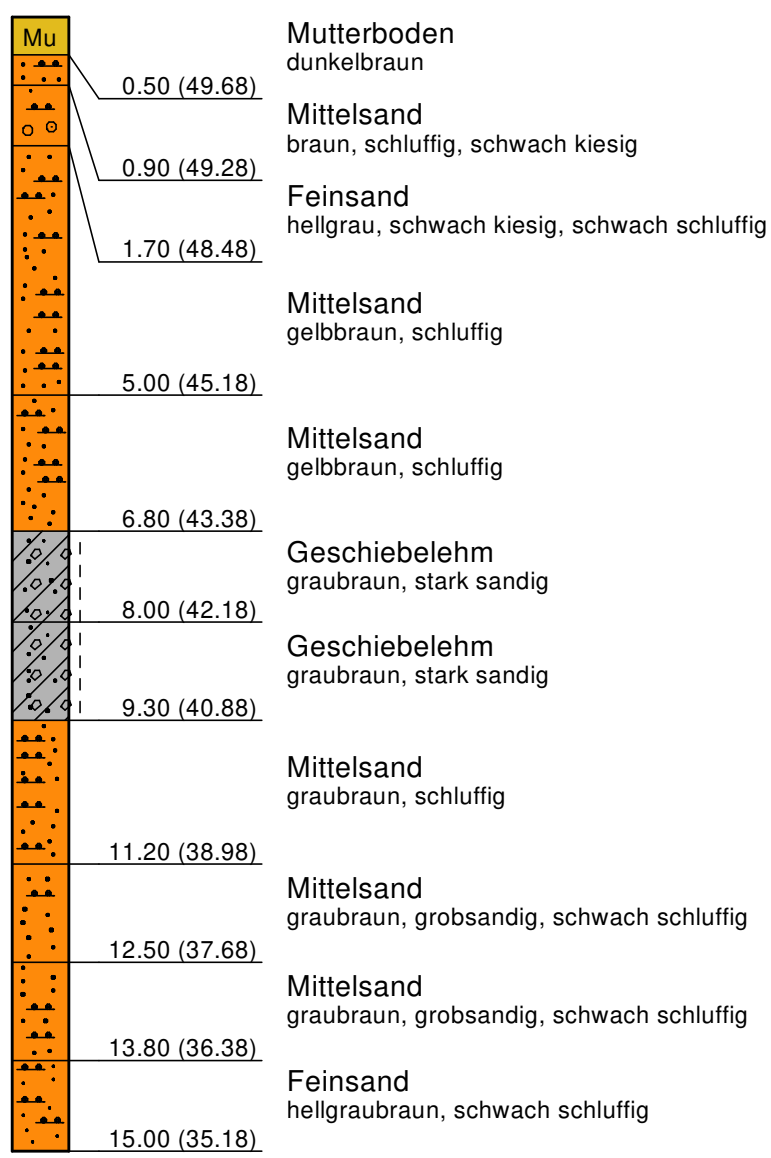 Mu
Mutterboden
dunkelbraun
0.50 (49.68)
Mittelsand
braun, schluffig, schwach kiesig
0.90 (49.28)
Feinsand
hellgrau, schwach kiesig, schwach schluffig
1.70 (48.48)
Mittelsand
gelbbraun, schluffig
5.00 (45.18)
Mittelsand
gelbbraun, schluffig
6.80 (43.38)
Geschiebelehm
graubraun, stark sandig
8.00 (42.18)
Geschiebelehm
graubraun, stark sandig
9.30 (40.88)
Mittelsand
graubraun, schluffig
11.20 (38.98)
Mittelsand
graubraun, grobsandig, schwach schluffig
12.50 (37.68)
Mittelsand
graubraun, grobsandig, schwach schluffig
13.80 (36.38)
Feinsand
hellgraubraun, schwach schluffig
15.00 (35.18)